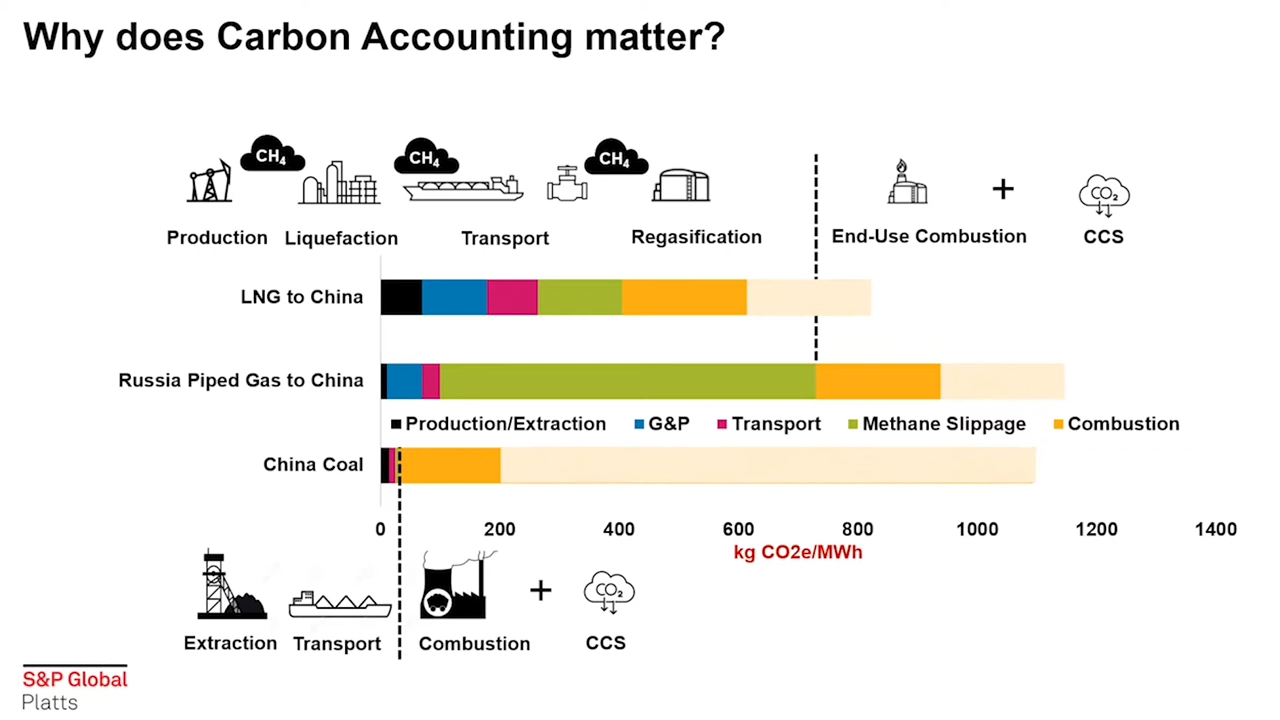 Why does Carbon Accounting matter?
CH₄ CH₄ CH₄
CO₂
Production Liquefaction Transport Regasification End-Use Combustion + CCS
LNG to China
Russia Piped Gas to China
Production/Extraction G&P Transport Methane Slippage Combustion
China Coal
0 200 400 600 800 1000 1200 1400
kg CO2e/MWh
CO₂
Extraction Transport Combustion + CCS
S&P Global
Platts